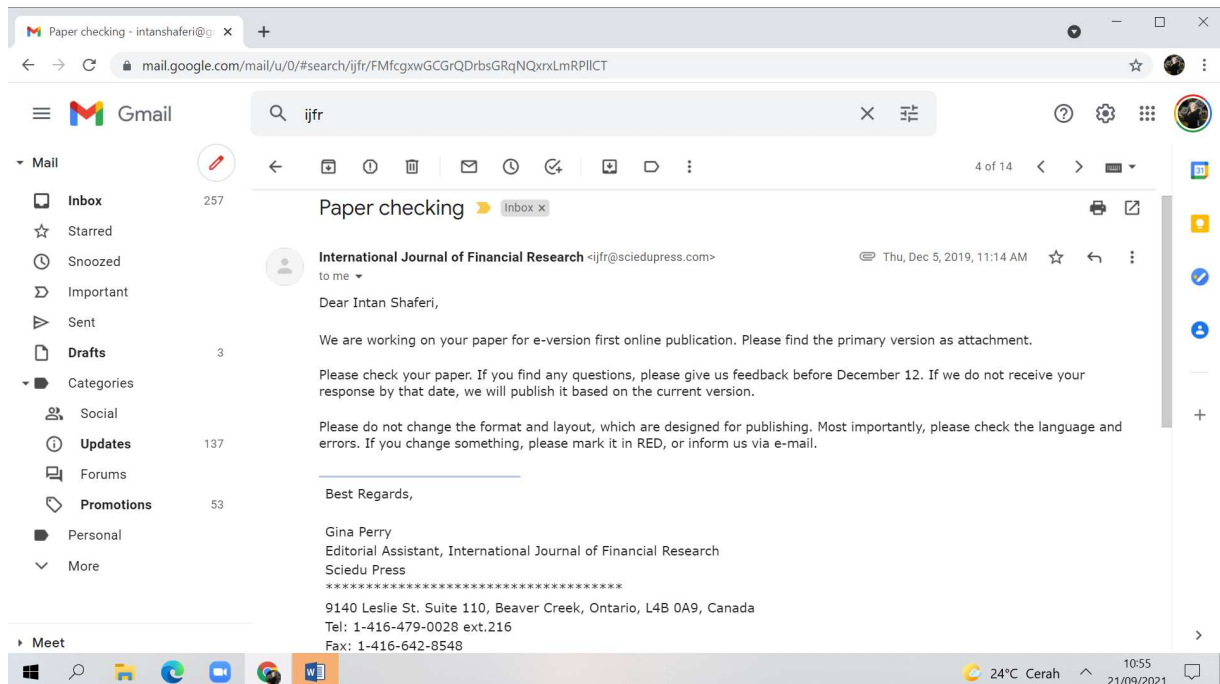 Paper checking - intanshaferi@g
mail.google.com/mail/u/0/#search/ijfr/FMfcgxwGCGrQDrbsGRqNQxrxLmRPllCT
Gmail
ijfr
Mail
4 of 14
31
Inbox 257
Starred
Snoozed
Important
Sent
Drafts 3
Categories
Social
Updates 137
Forums
Promotions 53
Personal
More
Meet
Paper checking Inbox x
International Journal of Financial Research <ijfr@sciedupress.com> Thu, Dec 5, 2019, 11:14 AM
to me
Dear Intan Shaferi,
We are working on your paper for e-version first online publication. Please find the primary version as attachment.
Please check your paper. If you find any questions, please give us feedback before December 12. If we do not receive your
response by that date, we will publish it based on the current version.
Please do not change the format and layout, which are designed for publishing. Most importantly, please check the language and
errors. If you change something, please mark it in RED, or inform us via e-mail.
Best Regards,
Gina Perry
Editorial Assistant, International Journal of Financial Research
Sciedu Press
*************************************
9140 Leslie St. Suite 110, Beaver Creek, Ontario, L4B 0A9, Canada
Tel: 1-416-479-0028 ext.216
Fax: 1-416-642-8548
24°C Cerah
10:55
21/09/2021